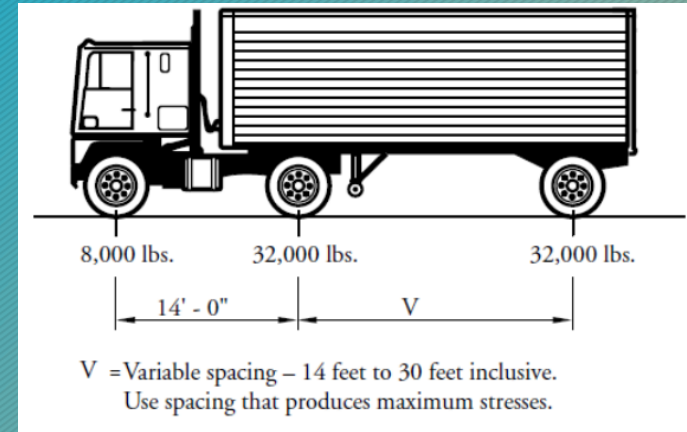 8,000 lbs. 32,000 lbs. 32,000 lbs.
14' - 0" V
V = Variable spacing – 14 feet to 30 feet inclusive.
Use spacing that produces maximum stresses.